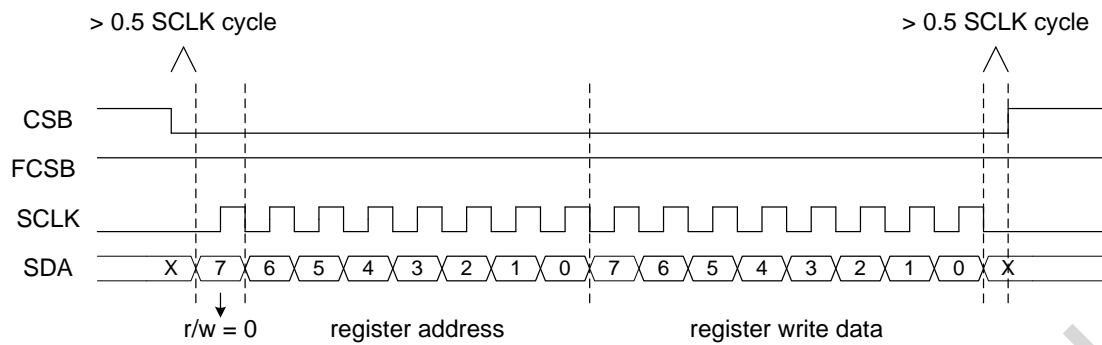 > 0.5 SCLK cycle > 0.5 SCLK cycle
CSB
FCSB
SCLK
SDA X 7 6 5 4 3 2 1 0 7 6 5 4 3 2 1 0 X
r/w = 0 register address register write data